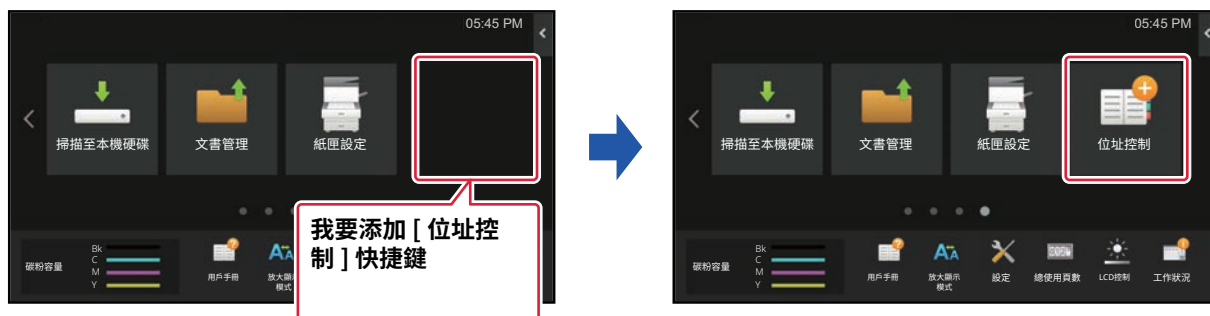 05:45 PM
掃描至本機硬碟
文書管理
紙匣設定
我要添加 [ 位址控
制 ] 快捷鍵
碳粉容量
Bk
C
M
Y
用戶手冊
放大顯示
模式
05:45 PM
掃描至本機硬碟
文書管理
紙匣設定
位址控制
碳粉容量
Bk
C
M
Y
用戶手冊
放大顯示
模式
設定
總使用頁數
LCD控制
工作狀況